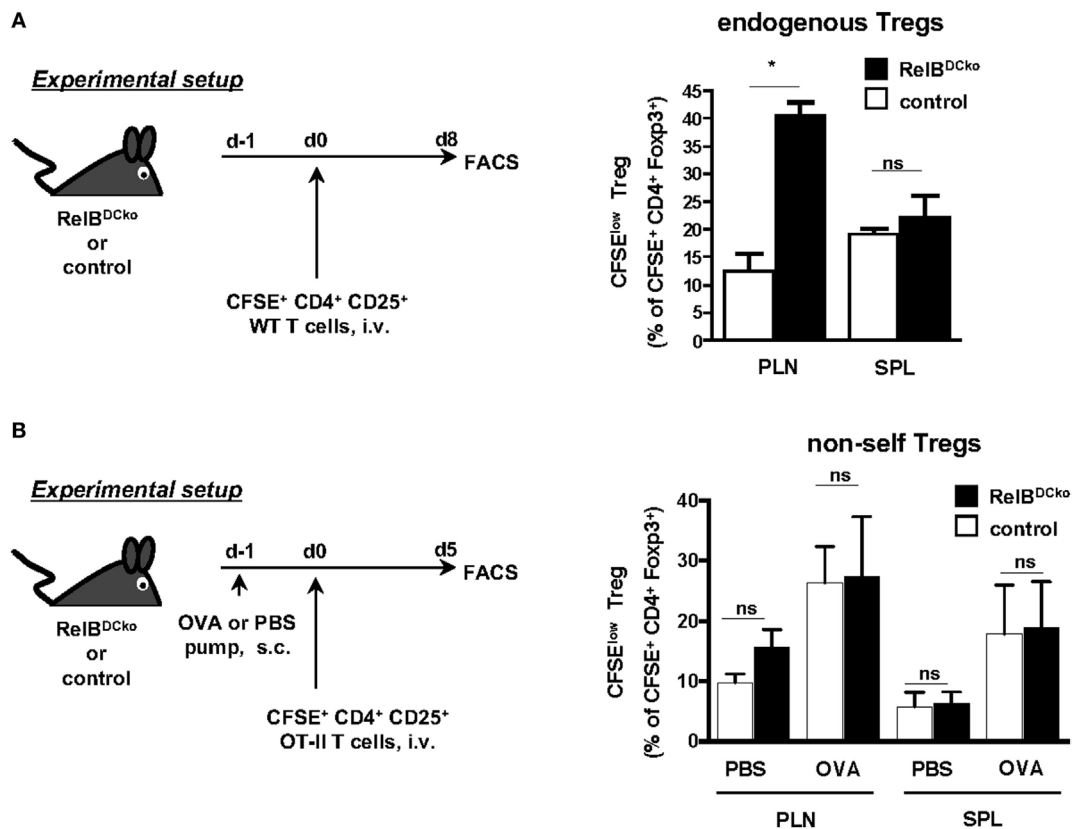 A
Experimental setup
RelB^DCko
or
control
d-1
d0
d8
FACS
CFSE⁺ CD4⁺ CD25⁺
WT T cells, i.v.
endogenous Tregs
RelB^DCko
control
*
ns
CFSE^low Treg
(% of CFSE⁺ CD4⁺ Foxp3⁺)
45
40
35
30
25
20
15
10
5
0
PLN
SPL
B
Experimental setup
RelB^DCko
or
control
d-1
d0
d5
FACS
OVA or PBS
pump, s.c.
CFSE⁺ CD4⁺ CD25⁺
OT-II T cells, i.v.
non-self Tregs
RelB^DCko
control
ns
ns
ns
ns
CFSE^low Treg
(% of CFSE⁺ CD4⁺ Foxp3⁺)
40
30
20
10
0
PBS
OVA
PBS
OVA
PLN
SPL